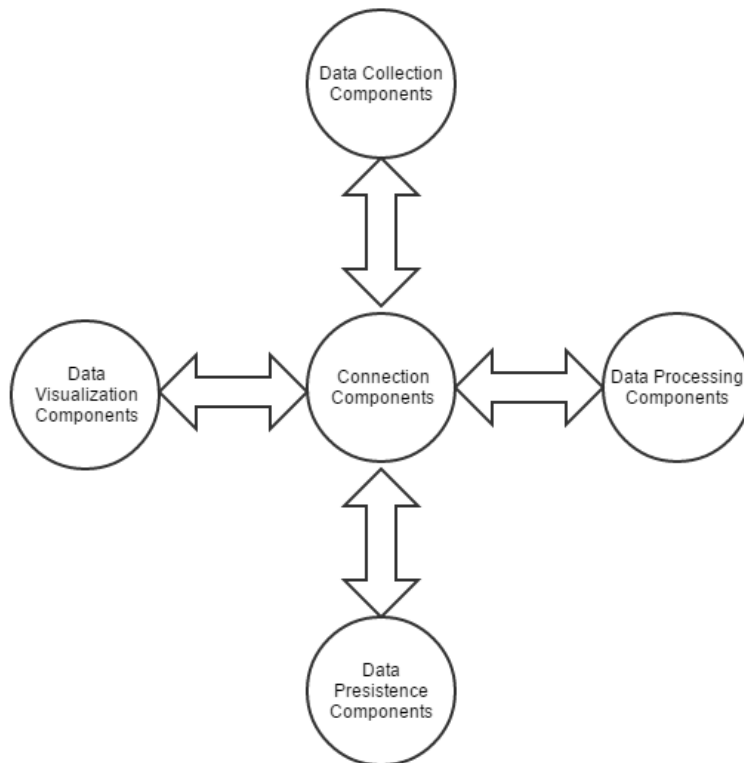 Data Collection
Components
Data
Visualization
Components
Connection
Components
Data Processing
Components
Data
Presistence
Components